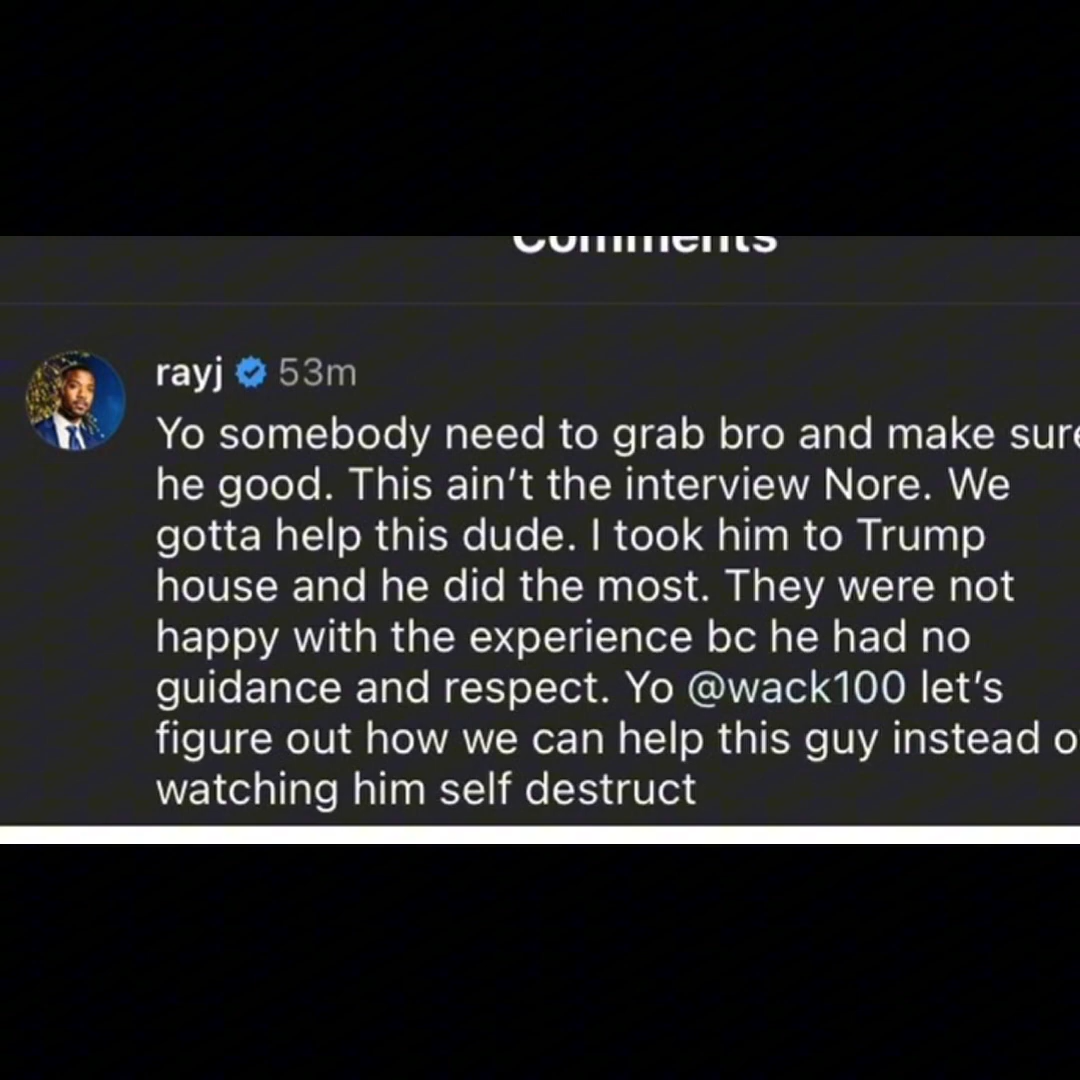 Comments
rayj 53m
Yo somebody need to grab bro and make sure
he good. This ain't the interview Nore. We
gotta help this dude. I took him to Trump
house and he did the most. They were not
happy with the experience bc he had no
guidance and respect. Yo @wack100 let's
figure out how we can help this guy instead of
watching him self destruct